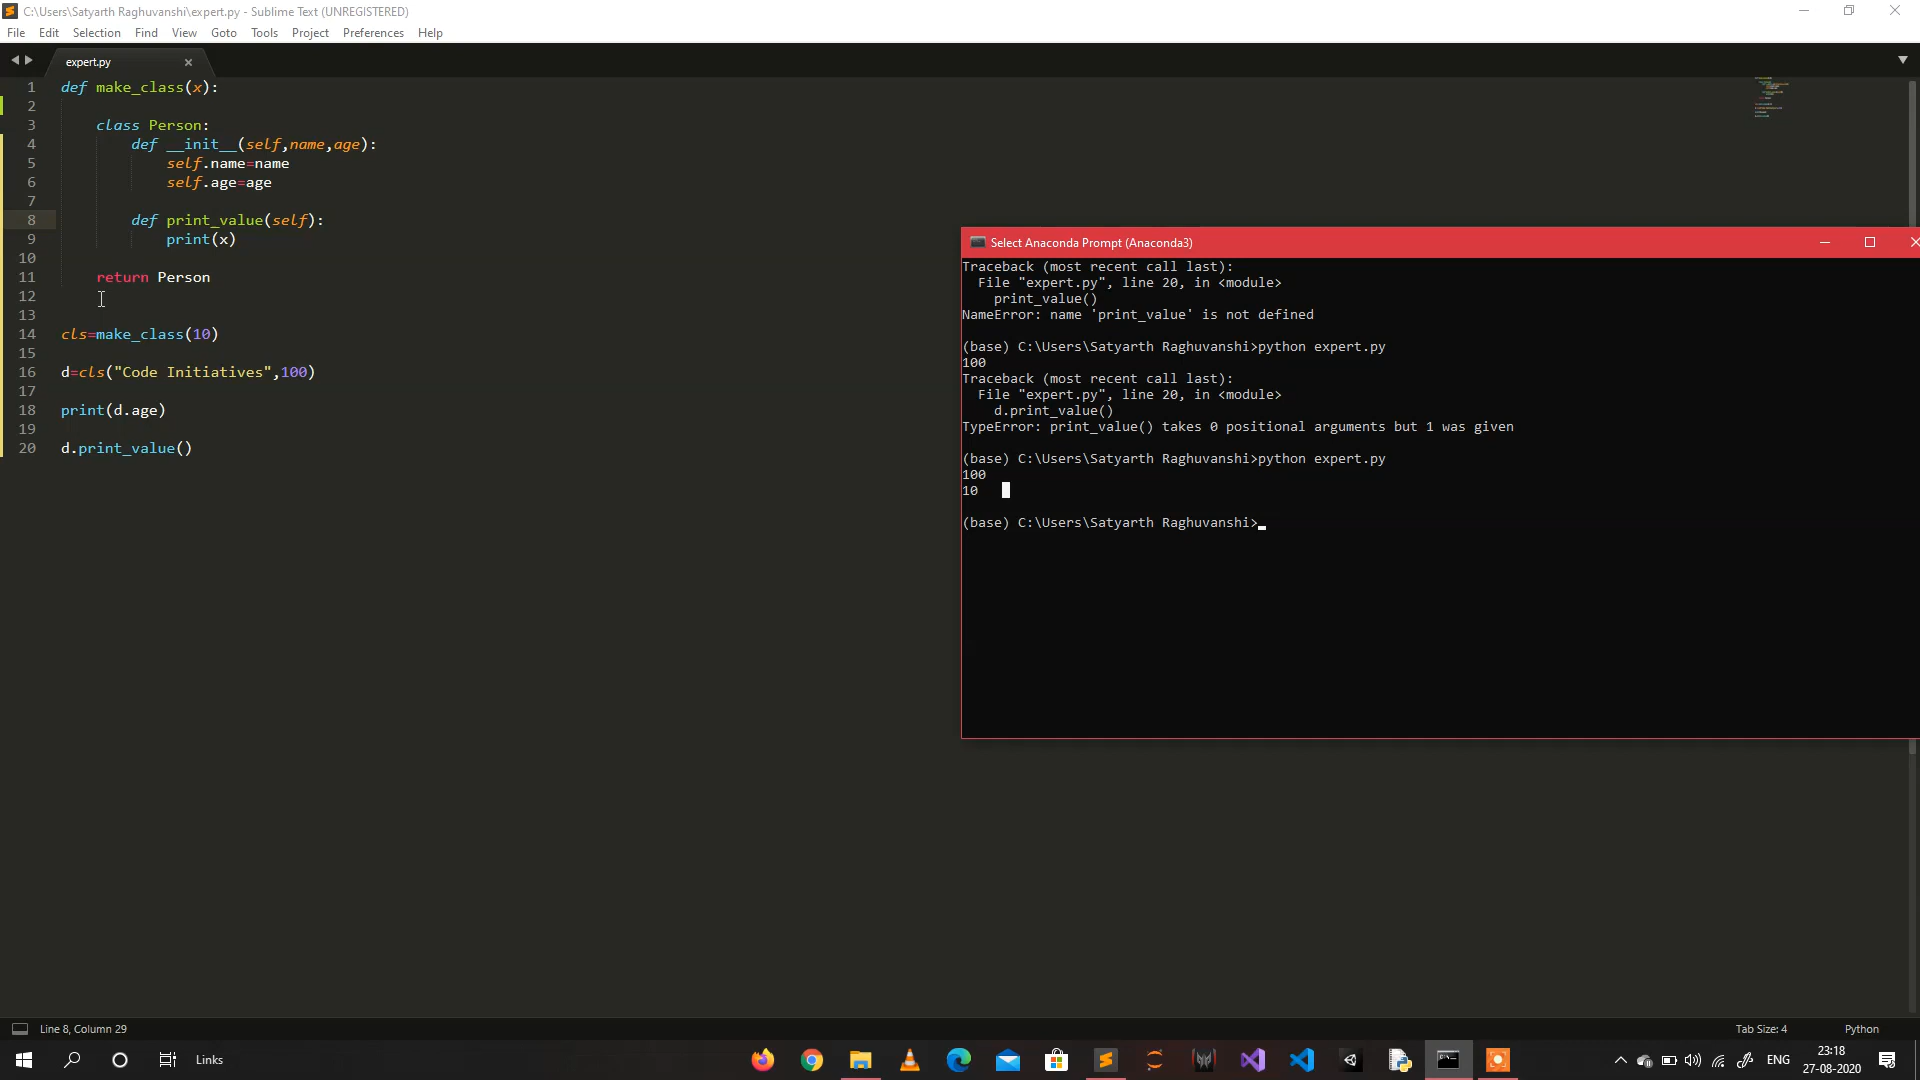 C:\Users\Satyarth Raghuvanshi\expert.py - Sublime Text (UNREGISTERED)
File Edit Selection Find View Goto Tools Project Preferences Help
expert.py
1 def make_class(x):
2
3 class Person:
4 def __init__(self,name,age):
5 self.name=name
6 self.age=age
7
8 def print_value(self):
9 print(x)
10
11 return Person
12
13
14 cls=make_class(10)
15
16 d=cls("Code Initiatives",100)
17
18 print(d.age)
19
20 d.print_value()
Select Anaconda Prompt (Anaconda3)
Traceback (most recent call last):
File "expert.py", line 20, in <module>
print_value()
NameError: name 'print_value' is not defined
(base) C:\Users\Satyarth Raghuvanshi>python expert.py
100
Traceback (most recent call last):
File "expert.py", line 20, in <module>
d.print_value()
TypeError: print_value() takes 0 positional arguments but 1 was given
(base) C:\Users\Satyarth Raghuvanshi>python expert.py
100
10
(base) C:\Users\Satyarth Raghuvanshi>
Line 8, Column 29
Tab Size: 4
Python
Links
ENG
23:18
27-08-2020